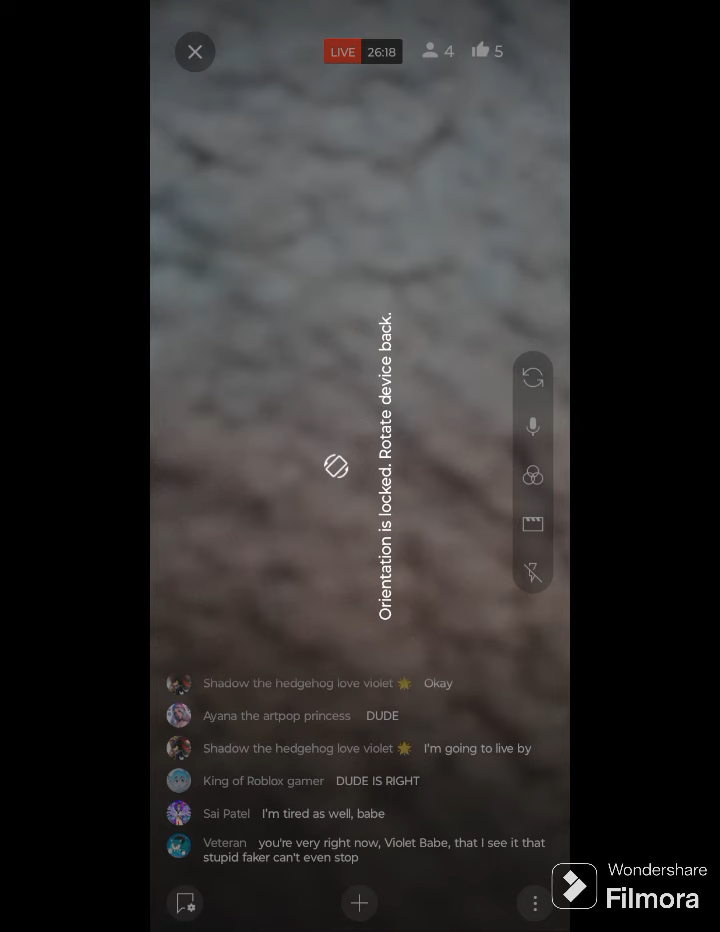 LIVE 26:18 4 5
Orientation is locked. Rotate device back.
Shadow the hedgehog love violet 🌟 Okay
Ayana the artpop princess DUDE
Shadow the hedgehog love violet 🌟 I'm going to live by
King of Roblox gamer DUDE IS RIGHT
Sai Patel I'm tired as well, babe
Veteran you're very right now, Violet Babe, that I see it that
stupid faker can't even stop
Wondershare
Filmora